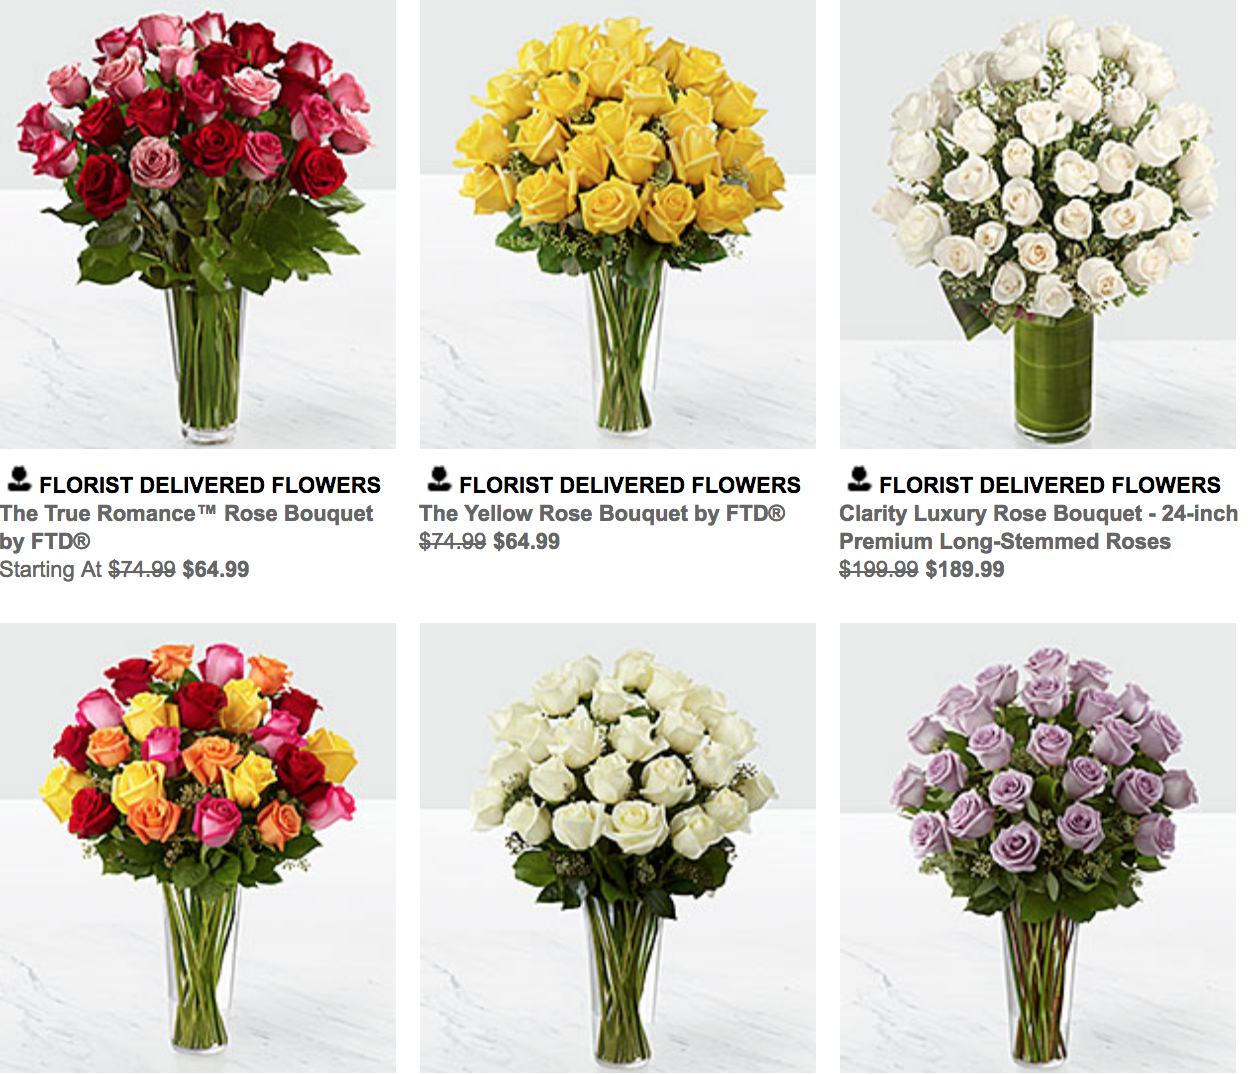 FLORIST DELIVERED FLOWERS
The True Romance™ Rose Bouquet
by FTD®
Starting At $74.99 $64.99
FLORIST DELIVERED FLOWERS
The Yellow Rose Bouquet by FTD®
$74.99 $64.99
FLORIST DELIVERED FLOWERS
Clarity Luxury Rose Bouquet - 24-inch
Premium Long-Stemmed Roses
$199.99 $189.99